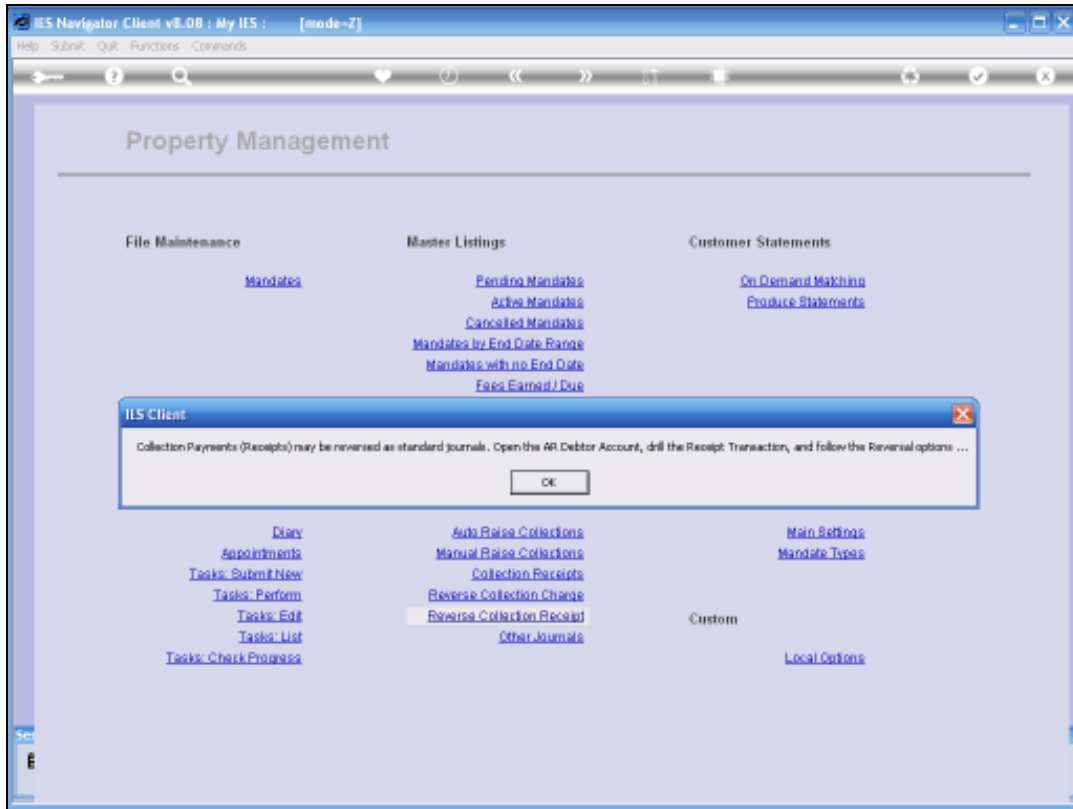 IES Navigator Client v8.08 : My IES : [mode=Z]
Help Submit Quit Functions Commands
Property Management
File Maintenance Master Listings Customer Statements
Mandates Pending Mandates On Demand Matching
Active Mandates Produce Statements
Cancelled Mandates
Mandates by End Date Range
Mandates with no End Date
Fees Earned / Due
IES Client
Collection Payments (Receipts) may be reversed as standard journals. Open the AR Debtor Account, drill the Receipt Transaction, and follow the Reversal options ...
OK
Diary Auto Raise Collections Main Settings
Appointments Manual Raise Collections Mandate Types
Tasks: Submit New Collection Receipts
Tasks: Perform Reverse Collection Charge
Tasks: Edit Reverse Collection Receipt Custom
Tasks: List Other Journals
Tasks: Check Progress Local Options